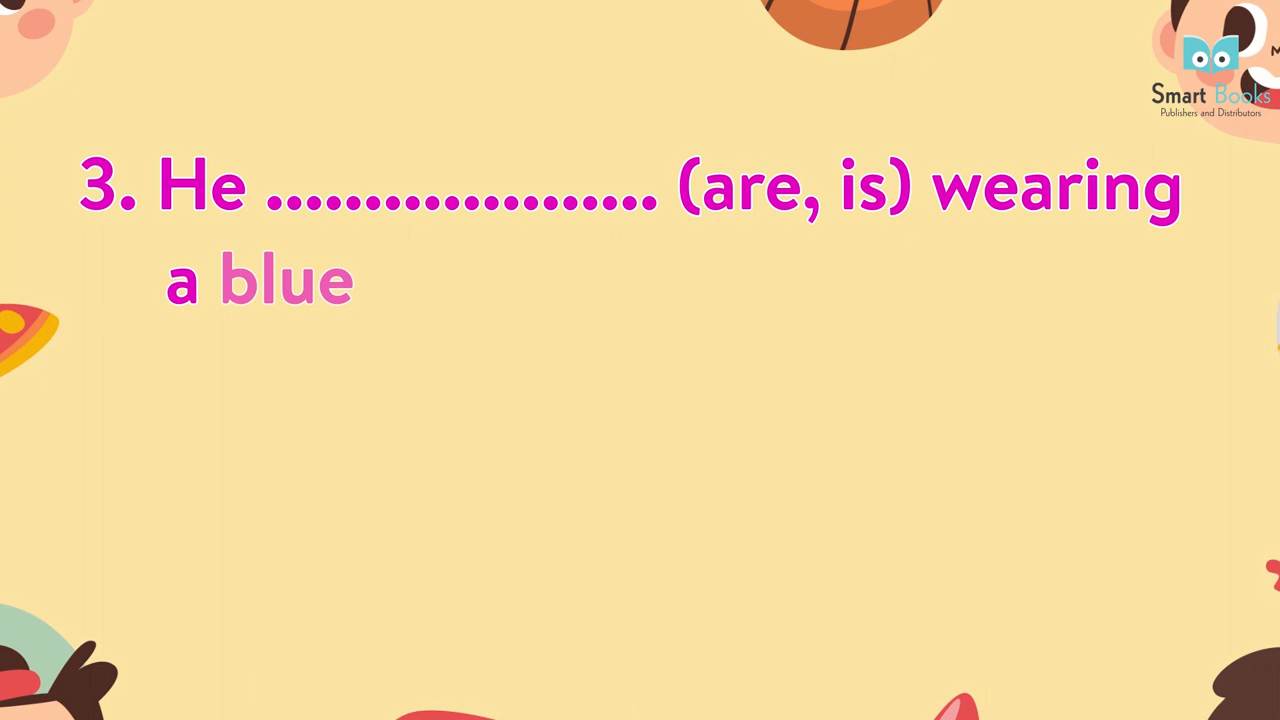 Smart Books
Publishers and Distributors
3. He .................... (are, is) wearing
a blue